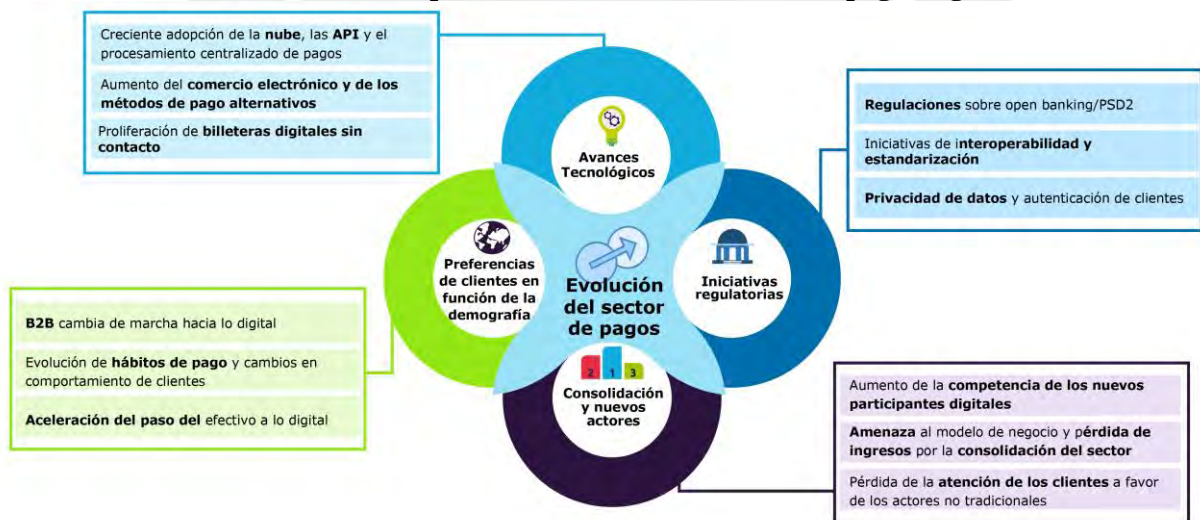 Creciente adopción de la nube, las API y el
procesamiento centralizado de pagos
Aumento del comercio electrónico y de los
métodos de pago alternativos
Proliferación de billeteras digitales sin
contacto
Avances
Tecnológicos
Regulaciones sobre open banking/PSD2
Iniciativas de interoperabilidad y
estandarización
Privacidad de datos y autenticación de clientes
Preferencias
de clientes en
función de la
demografía
Evolución
del sector
de pagos
Iniciativas
regulatorias
B2B cambia de marcha hacia lo digital
Evolución de hábitos de pago y cambios en
comportamiento de clientes
Aceleración del paso del efectivo a lo digital
2 1 3
Consolidación
y nuevos
actores
Aumento de la competencia de los nuevos
participantes digitales
Amenaza al modelo de negocio y pérdida de
ingresos por la consolidación del sector
Pérdida de la atención de los clientes a favor
de los actores no tradicionales